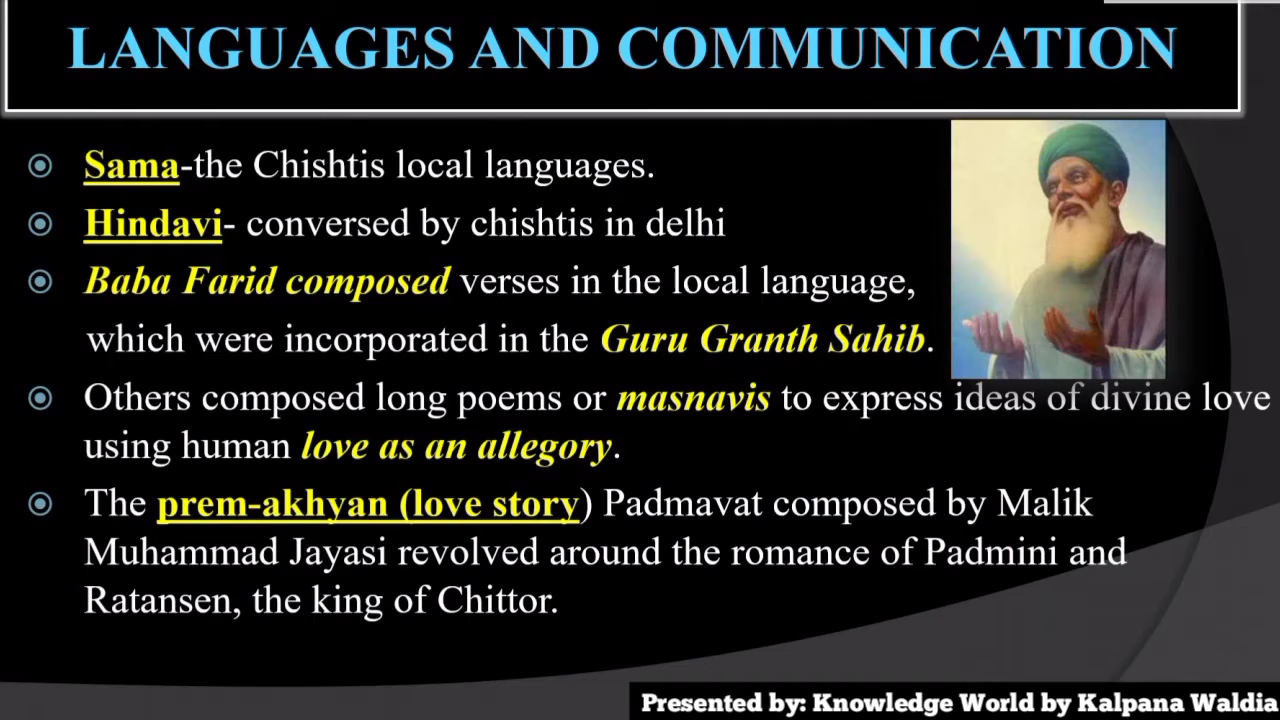 LANGUAGES AND COMMUNICATION
Sama-the Chishtis local languages.
Hindavi- conversed by chishtis in delhi
Baba Farid composed verses in the local language,
which were incorporated in the Guru Granth Sahib.
Others composed long poems or masnavis to express ideas of divine love
using human love as an allegory.
The prem-akhyan (love story) Padmavat composed by Malik
Muhammad Jayasi revolved around the romance of Padmini and
Ratansen, the king of Chittor.
Presented by: Knowledge World by Kalpana Waldia